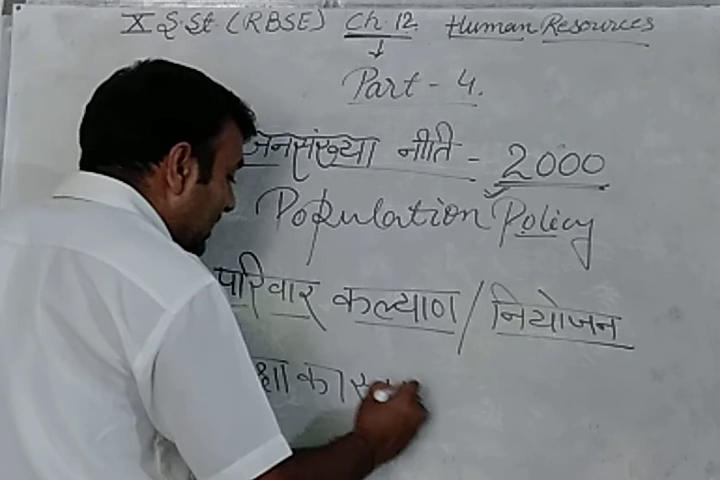 X S.St. (RBSE) Ch. 12. Human Resources
Part - 4.
जनसंख्या नीति - 2000
Population Policy
परिवार कल्याण / नियोजन
का